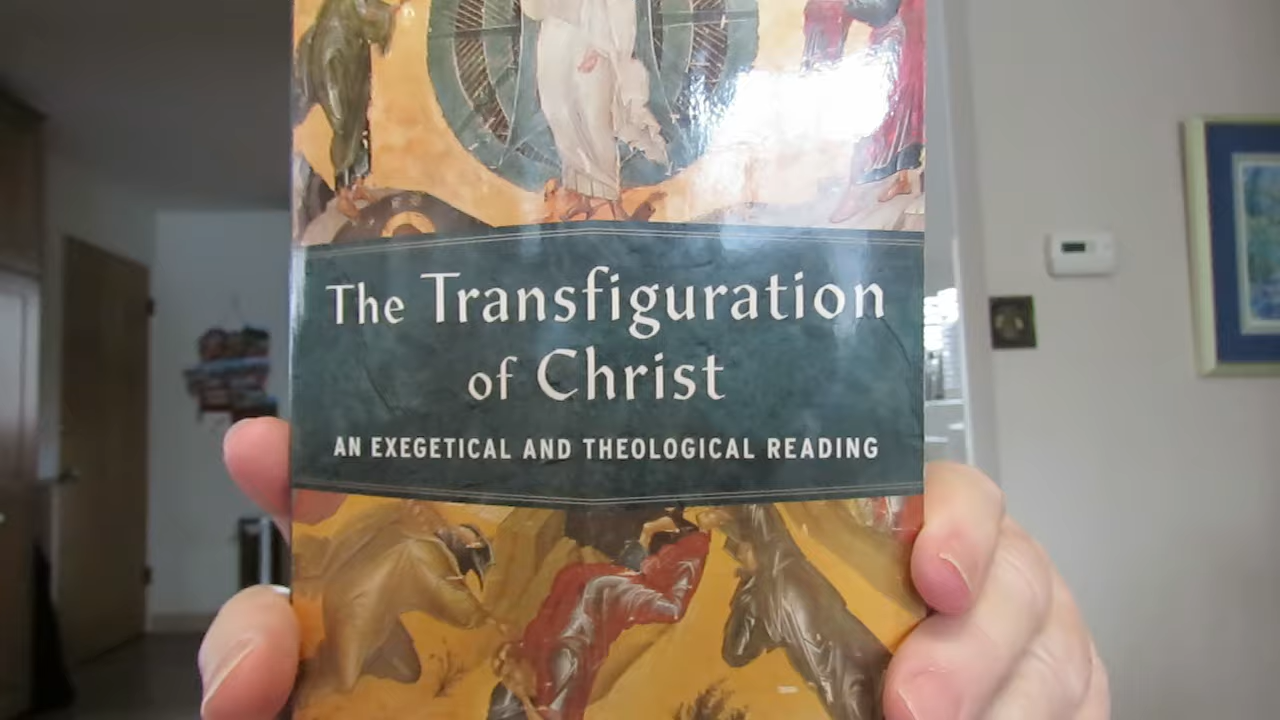 The Transfiguration
of Christ
AN EXEGETICAL AND THEOLOGICAL READING